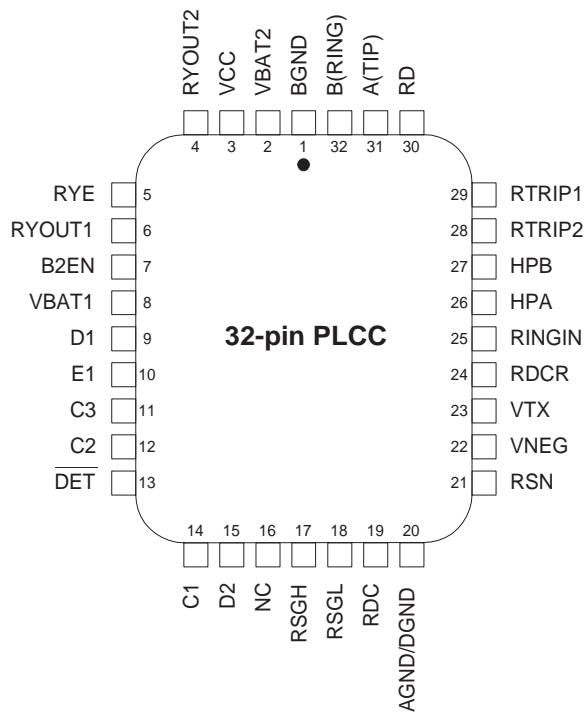 RYOUT2
VCC
VBAT2
BGND
B(RING)
A(TIP)
RD
4
3
2
1
32
31
30
RYE
5
29
RTRIP1
RYOUT1
6
28
RTRIP2
B2EN
7
27
HPB
VBAT1
8
26
HPA
D1
9
32-pin PLCC
25
RINGIN
E1
10
24
RDCR
C3
11
23
VTX
C2
12
22
VNEG
DET
13
21
RSN
14
15
16
17
18
19
20
C1
D2
NC
RSGH
RSGL
RDC
AGND/DGND